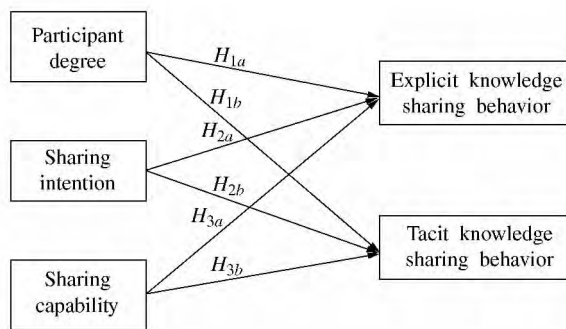 Participant
degree
Sharing
intention
Sharing
capability
H1a
H1b
H2a
H2b
H3a
H3b
Explicit knowledge
sharing behavior
Tacit knowledge
sharing behavior